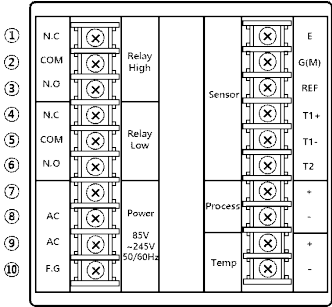 ① N.C
② COM
③ N.O
Relay
High
④ N.C
⑤ COM
⑥ N.O
Relay
Low
⑦
⑧ AC
⑨ AC
⑩ F.G
Power
85V
~245V
50/60Hz
Sensor
E
G(M)
REF
T1+
T1-
T2
Process
+
-
Temp
+
-